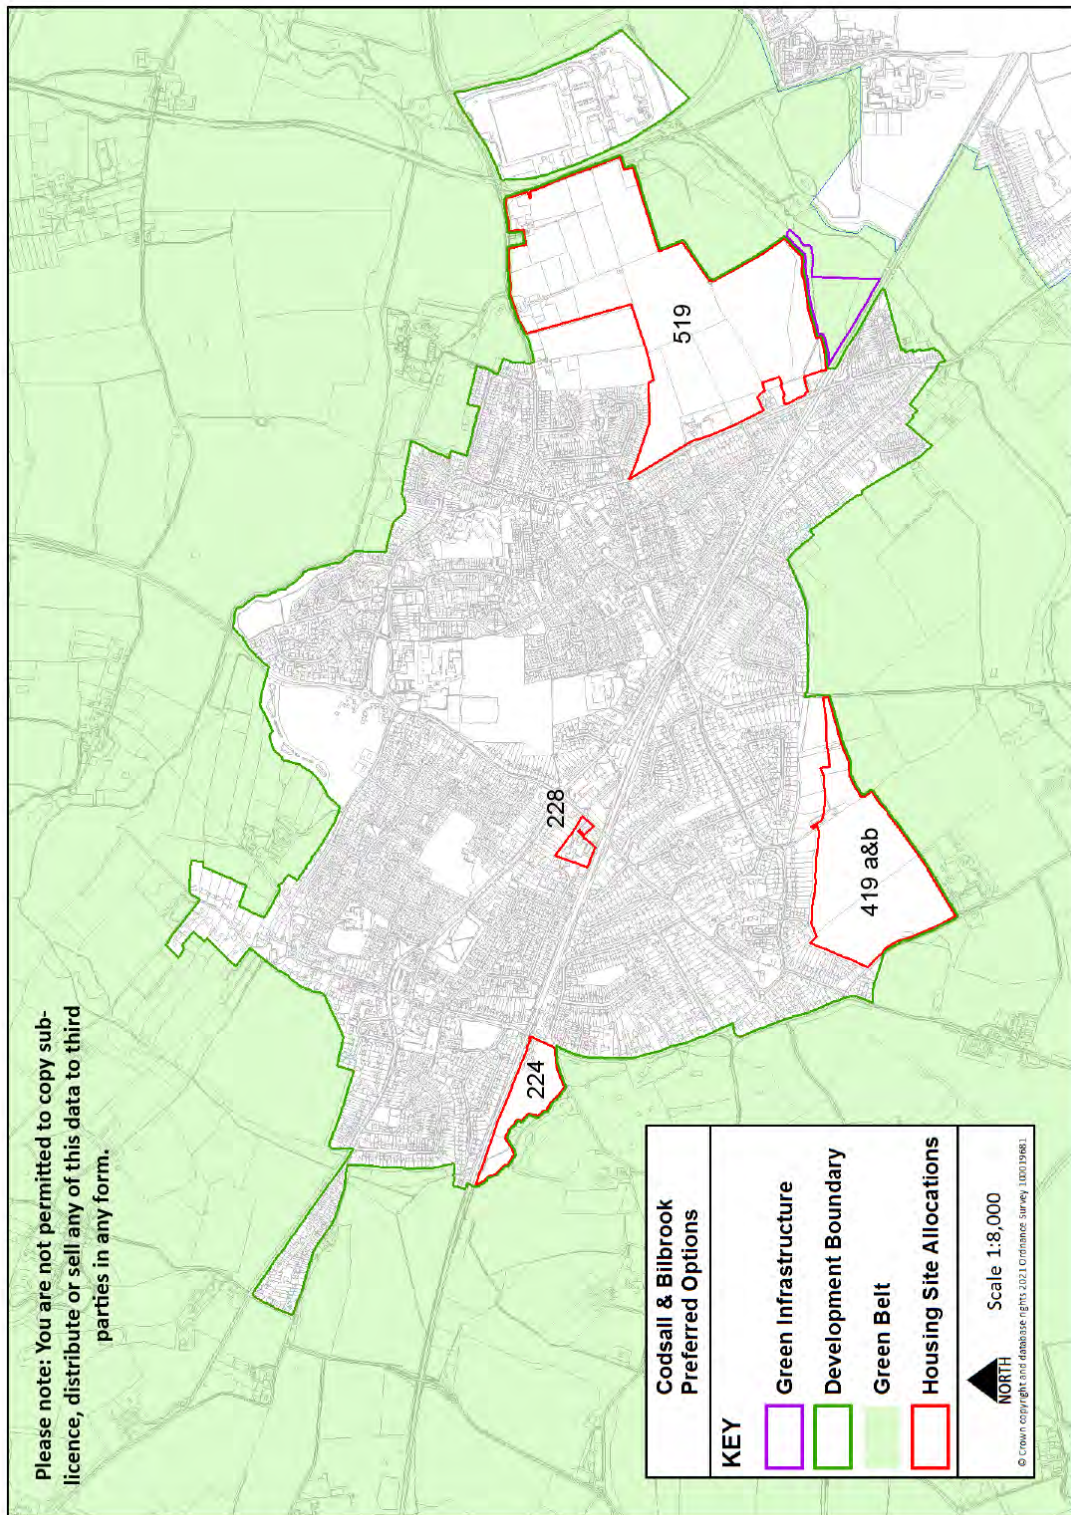 Please note: You are not permitted to copy sub-
licence, distribute or sell any of this data to third
parties in any form.
519
228
224
419 a&b
Codsall & Bilbrook
Preferred Options
KEY
Green Infrastructure
Development Boundary
Green Belt
Housing Site Allocations
NORTH
Scale 1:8,000
© Crown copyright and database rights 2021 Ordnance Survey 100019681